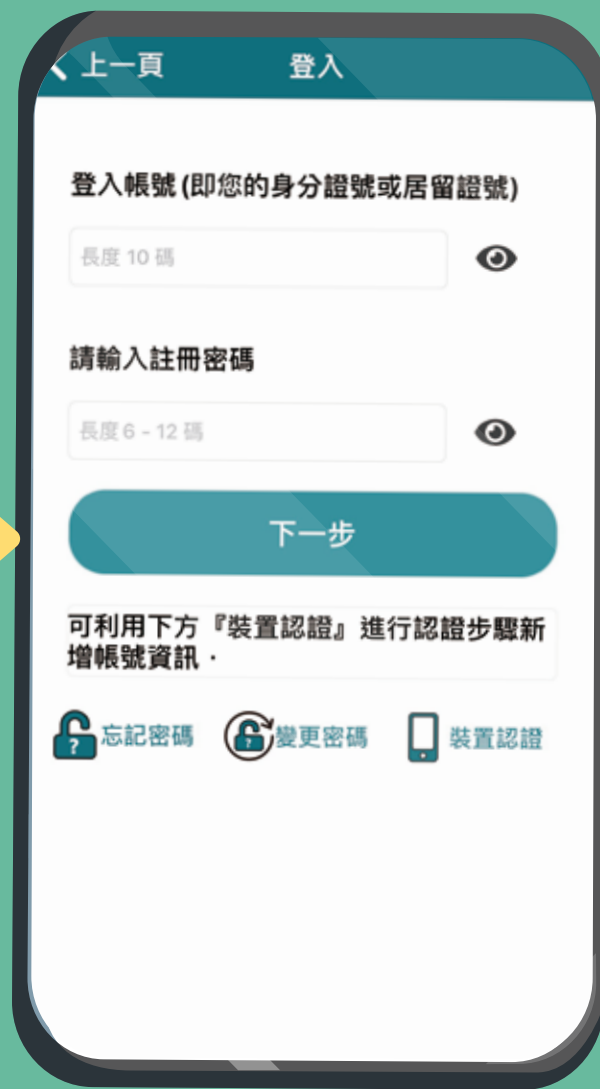 上一頁
登入
登入帳號(即您的身分證號或居留證號)
長度 10 碼
請輸入註冊密碼
長度 6 - 12 碼
下一步
可利用下方『裝置認證』進行認證步驟新
增帳號資訊．
忘記密碼
變更密碼
裝置認證